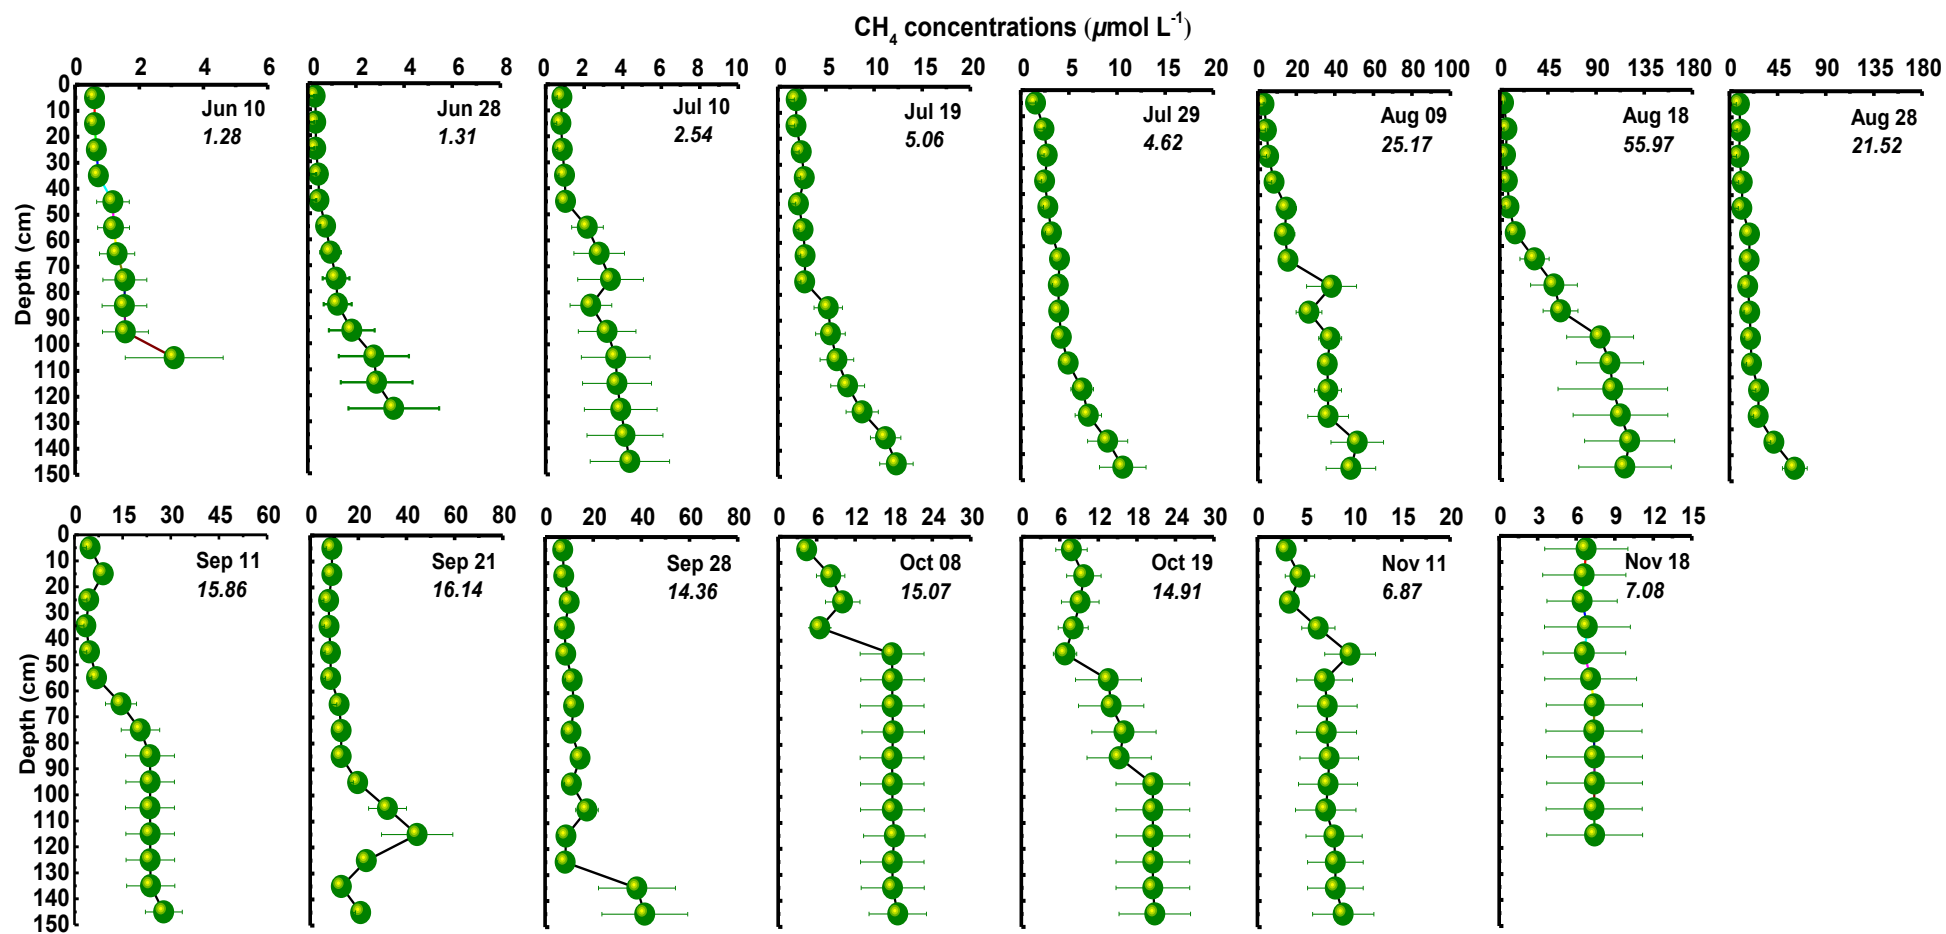 CH4 concentrations (µmol L-1)
0 2 4 6
0 2 4 6 8
0 2 4 6 8 10
0 5 10 15 20
0 5 10 15 20
0 20 40 60 80 100
0 45 90 135 180
0 45 90 135 180
Depth (cm)
0
10
20
30
40
50
60
70
80
90
100
110
120
130
140
150
Jun 10
1.28
Jun 28
1.31
Jul 10
2.54
Jul 19
5.06
Jul 29
4.62
Aug 09
25.17
Aug 18
55.97
Aug 28
21.52
0 15 30 45 60
0 20 40 60 80
0 20 40 60 80
0 6 12 18 24 30
0 6 12 18 24 30
0 5 10 15 20
0 3 6 9 12 15
Depth (cm)
0
10
20
30
40
50
60
70
80
90
100
110
120
130
140
150
Sep 11
15.86
Sep 21
16.14
Sep 28
14.36
Oct 08
15.07
Oct 19
14.91
Nov 11
6.87
Nov 18
7.08